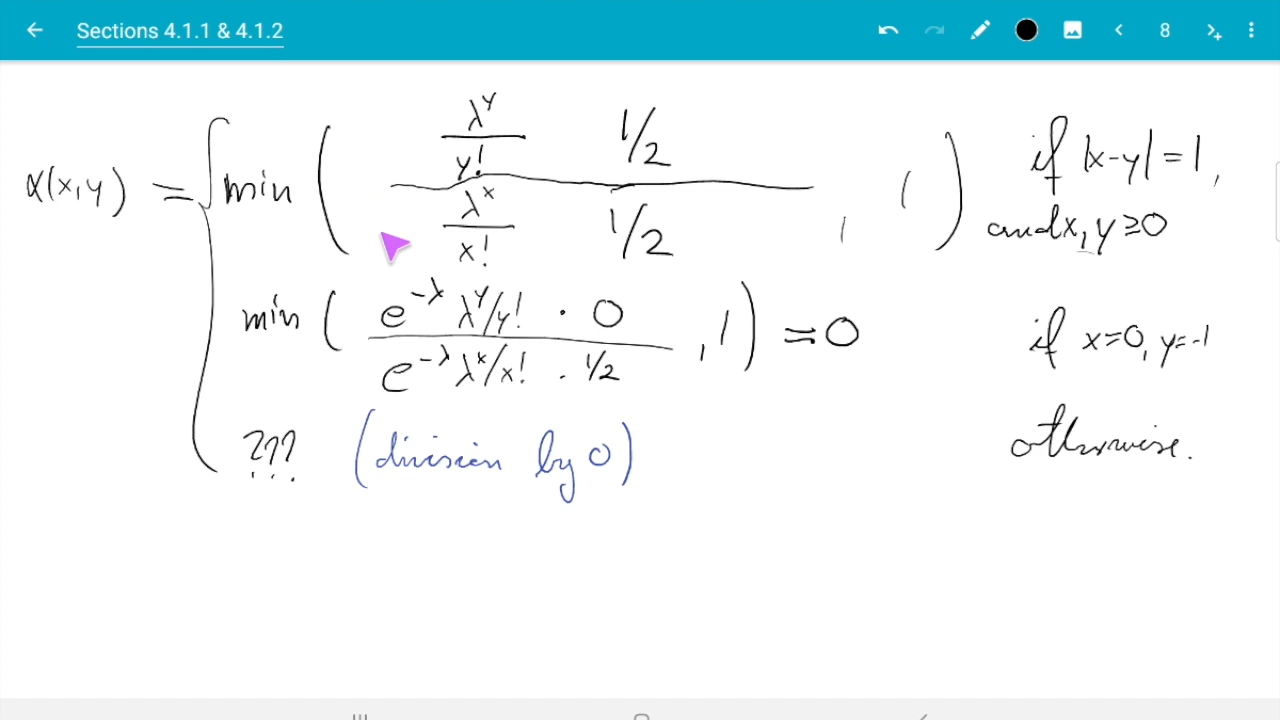 Sections 4.1.1 & 4.1.2
8
α(x,y) = { min ( (λ^y/y! 1/2) / (λ^x/x! 1/2) , 1 ) if |x-y| = 1,
and x, y ≥ 0
min ( (e^{-λ} λ^y/y! · 0) / (e^{-λ} λ^x/x! · 1/2) , 1 ) = 0 if x=0, y=-1
??? (division by 0) otherwise.